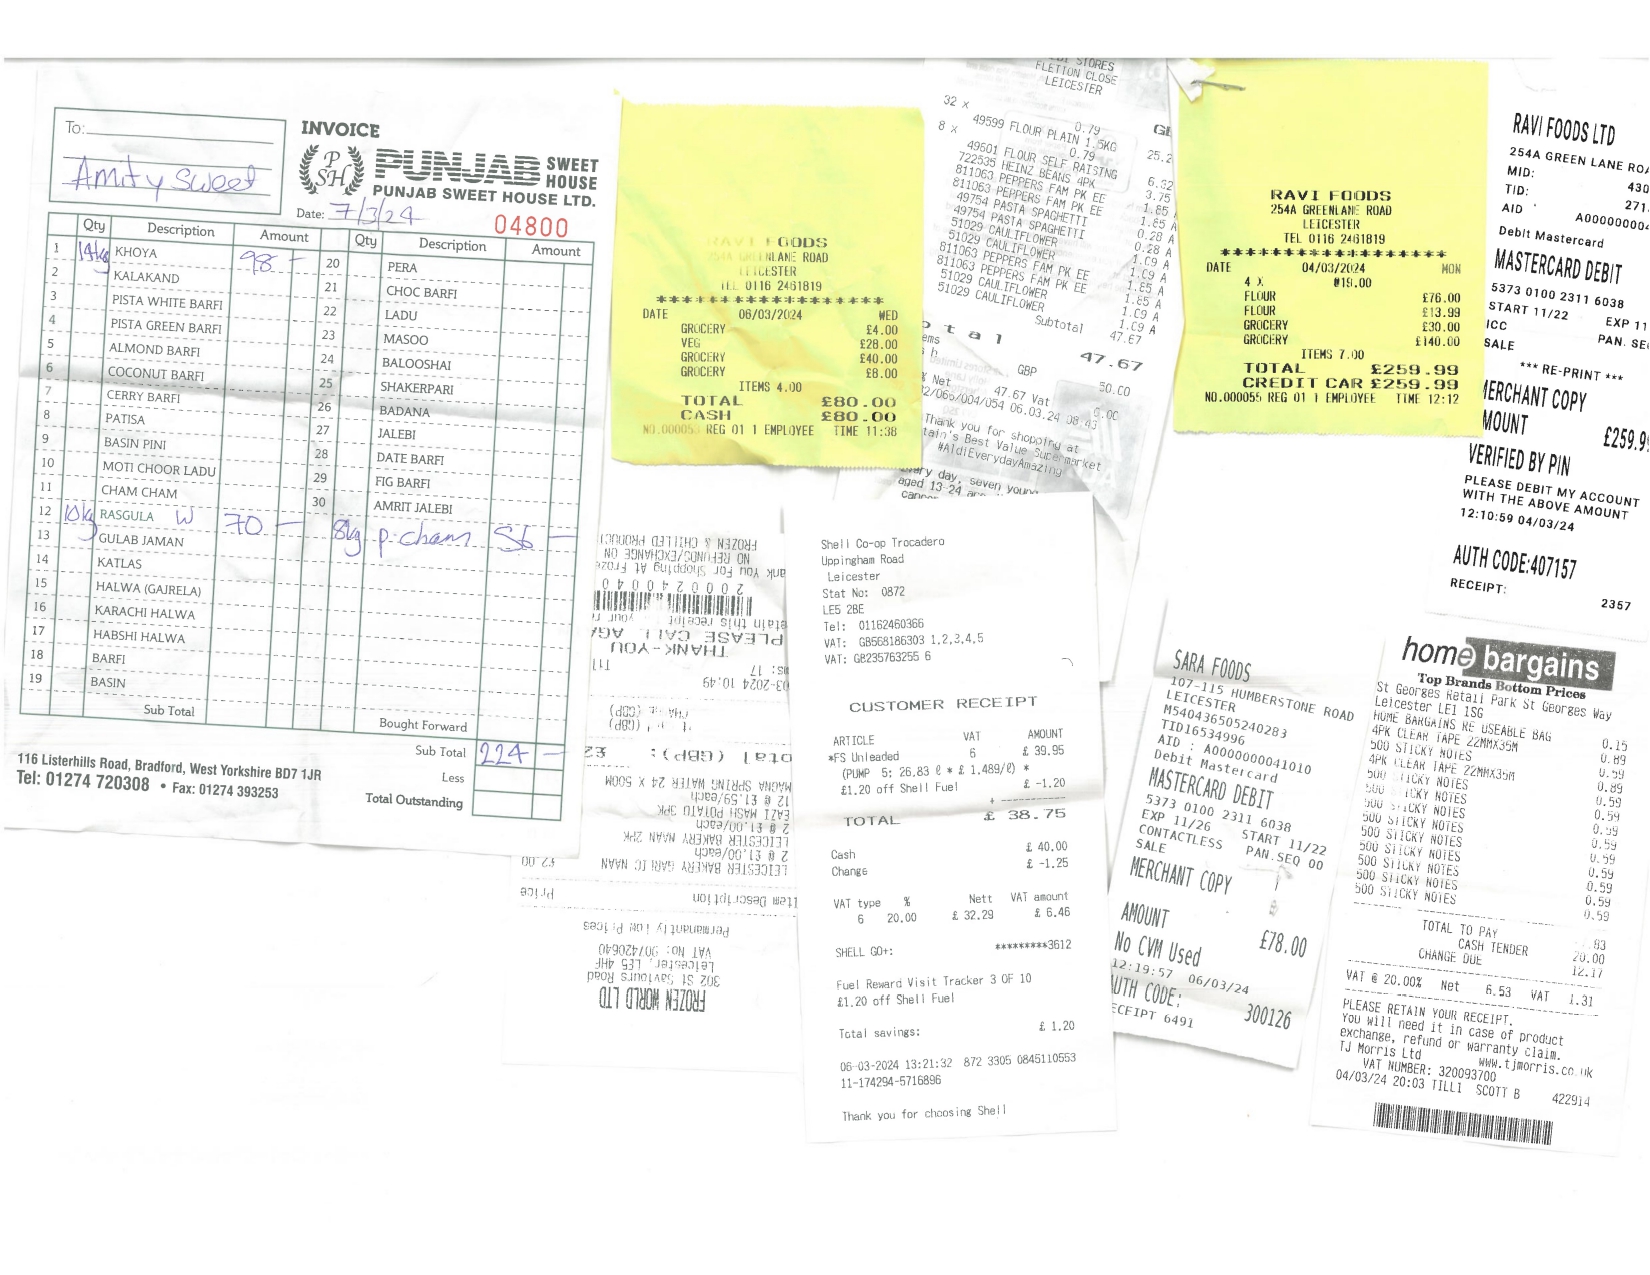 To:
Amity Sweet
INVOICE
PSH
PUNJAB SWEET HOUSE
PUNJAB SWEET HOUSE LTD.
Date: 7/3/24
04800
Qty Description Amount Qty Description Amount
1 14kg KHOYA 98 -
2 KALAKAND
3 PISTA WHITE BARFI
4 PISTA GREEN BARFI
5 ALMOND BARFI
6 COCONUT BARFI
7 CERRY BARFI
8 PATISA
9 BASIN PINI
10 MOTI CHOOR LADU
11 CHAM CHAM
12 10kg RASGULA W 70 -
13 GULAB JAMAN
14 KATLAS
15 HALWA (GAJRELA)
16 KARACHI HALWA
17 HABSHI HALWA
18 BARFI
19 BASIN
Sub Total
20 PERA
21 CHOC BARFI
22 LADU
23 MASOO
24 BALOOSHAI
25 SHAKERPARI
26 BADANA
27 JALEBI
28 DATE BARFI
29 FIG BARFI
30 AMRIT JALEBI
8kg p-cham 56 -
Bought Forward
Sub Total 224 -
Less
Total Outstanding
116 Listerhills Road, Bradford, West Yorkshire BD7 1JR
Tel: 01274 720308 • Fax: 01274 393253
RAVI FOODS
254A GREENLANE ROAD
LEICESTER
TEL 0116 2461819
*******************
DATE 06/03/2024 WED
GROCERY £4.00
VEG £28.00
GROCERY £40.00
GROCERY £8.00
ITEMS 4.00
TOTAL £80.00
CASH £80.00
REG 01 1 EMPLOYEE TIME 11:38
STORES
FLETTON CLOSE
LEICESTER
32 x 0.79
49599 FLOUR PLAIN 1.5KG 25.2
8 x 0.79
49601 FLOUR SELF RAISING 6.32
722535 HEINZ BEANS 4PK 3.75
811063 PEPPERS FAM PK EE 1.85 A
811063 PEPPERS FAM PK EE 1.85 A
49754 PASTA SPAGHETTI 0.28 A
49754 PASTA SPAGHETTI 0.28 A
51029 CAULIFLOWER 1.09 A
51029 CAULIFLOWER 1.09 A
811063 PEPPERS FAM PK EE 1.85 A
51029 CAULIFLOWER 1.09 A
51029 CAULIFLOWER 1.09 A
Subtotal 47.67
otal 47.67
GBP 50.00
Net 47.67 Vat 0.00
06.03.24 08:43
Thank you for shopping at
tain's Best Value Supermarket
#AldiEverydayAmazing
every day, seven young
aged 13-24 are
RAVI FOODS
254A GREENLANE ROAD
LEICESTER
TEL 0116 2461819
*******************
DATE 04/03/2024 MON
4 X @19.00
FLOUR £76.00
FLOUR £13.99
GROCERY £30.00
GROCERY £140.00
ITEMS 7.00
TOTAL £259.99
CREDIT CAR £259.99
NO.000055 REG 01 1 EMPLOYEE TIME 12:12
RAVI FOODS LTD
254A GREEN LANE ROA
MID: 430
TID: 271
AID A000000004
Debit Mastercard
MASTERCARD DEBIT
5373 0100 2311 6038
START 11/22 EXP 11
ICC PAN. SE
SALE
*** RE-PRINT ***
MERCHANT COPY
AMOUNT £259.99
VERIFIED BY PIN
PLEASE DEBIT MY ACCOUNT
WITH THE ABOVE AMOUNT
12:10:59 04/03/24
AUTH CODE:407157
RECEIPT: 2357
FROZEN WORLD LTD
302 St Saviours Road
Leicester, LE5 4HF
VAT No: 907420640
Permanantly Low Prices
Item Description Price
LEICESTER BAKERY GARLIC NAAN £2.00
2 @ £1.00/each
LEICESTER BAKERY NAAN 2PK
2 @ £1.00/each
EAZI MASH POTATO 3PK
12 @ £1.59/each
MAGNA SPRING WATER 24 X 500M
otal (GBP): £
03-2024 10.49
ms: 17
THANK-YOU
PLEASE CALL AGA
etain this receipt
2000240040
ank You For Shopping At Froze
NO REFUNDS/EXCHANGE ON
FROZEN & CHILLED PRODUCT
Shell Co-op Trocadero
Uppingham Road
Leicester
Stat No: 0872
LE5 2BE
Tel: 01162460366
VAT: GB568186303 1,2,3,4,5
VAT: GB235763255 6
CUSTOMER RECEIPT
ARTICLE VAT AMOUNT
*FS Unleaded 6 £ 39.95
(PUMP 5: 26,83 ℓ * £ 1.489/ℓ) *
£1.20 off Shell Fuel £ -1.20
TOTAL £ 38.75
Cash £ 40.00
Change £ -1.25
VAT type % Nett VAT amount
6 20.00 £ 32.29 £ 6.46
SHELL GO+: *********3612
Fuel Reward Visit Tracker 3 OF 10
£1.20 off Shell Fuel
Total savings: £ 1.20
06-03-2024 13:21:32 872 3305 0845110553
11-174294-5716896
Thank you for choosing Shell
SARA FOODS
107-115 HUMBERSTONE ROAD
LEICESTER
M540436505240283
TID16534996
AID : A0000000041010
Debit Mastercard
MASTERCARD DEBIT
5373 0100 2311 6038
EXP 11/26 START 11/22
CONTACTLESS PAN.SEQ 00
SALE
MERCHANT COPY
AMOUNT £78.00
No CVM Used
12:19:57 06/03/24
AUTH CODE: 300126
ECEIPT 6491
home bargains
Top Brands Bottom Prices
St Georges Retail Park St Georges Way
Leicester LE1 1SG
HOME BARGAINS RE USEABLE BAG 0.15
4PK CLEAR TAPE 22MMX35M 0.89
500 STICKY NOTES 0.59
4PK CLEAR TAPE 22MMX35M 0.89
500 STICKY NOTES 0.59
500 STICKY NOTES 0.59
500 STICKY NOTES 0.59
500 STICKY NOTES 0.59
500 STICKY NOTES 0.59
500 STICKY NOTES 0.59
500 STICKY NOTES 0.59
500 STICKY NOTES 0.59
500 STICKY NOTES 0.59
TOTAL TO PAY .83
CASH TENDER 20.00
CHANGE DUE 12.17
VAT @ 20.00% Net 6.53 VAT 1.31
PLEASE RETAIN YOUR RECEIPT.
You will need it in case of product
exchange, refund or warranty claim.
TJ Morris Ltd www.tjmorris.co.uk
VAT NUMBER: 320093700
04/03/24 20:03 TILL1 SCOTT B 422914